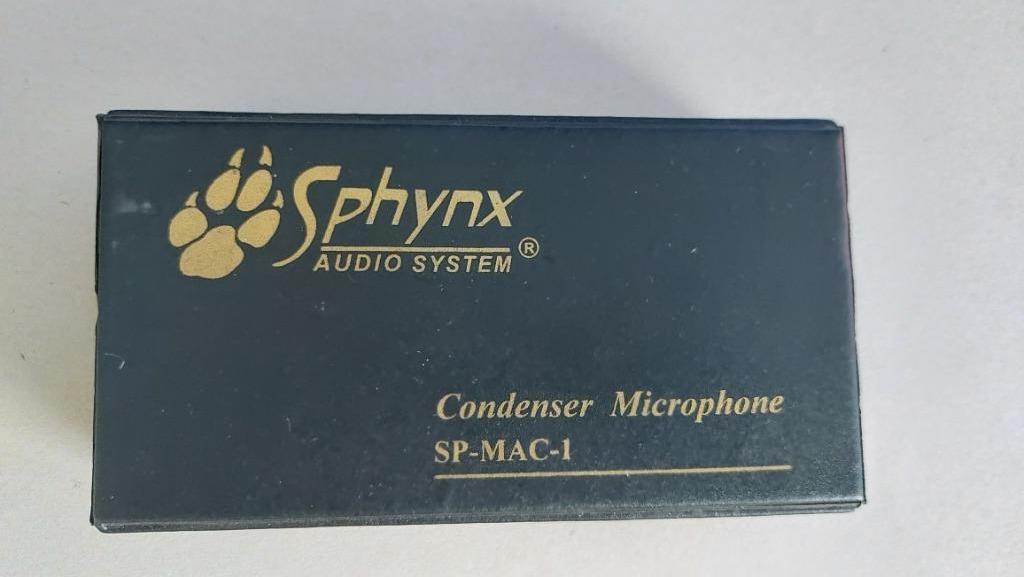 Sphynx
AUDIO SYSTEM ®
Condenser Microphone
SP-MAC-1